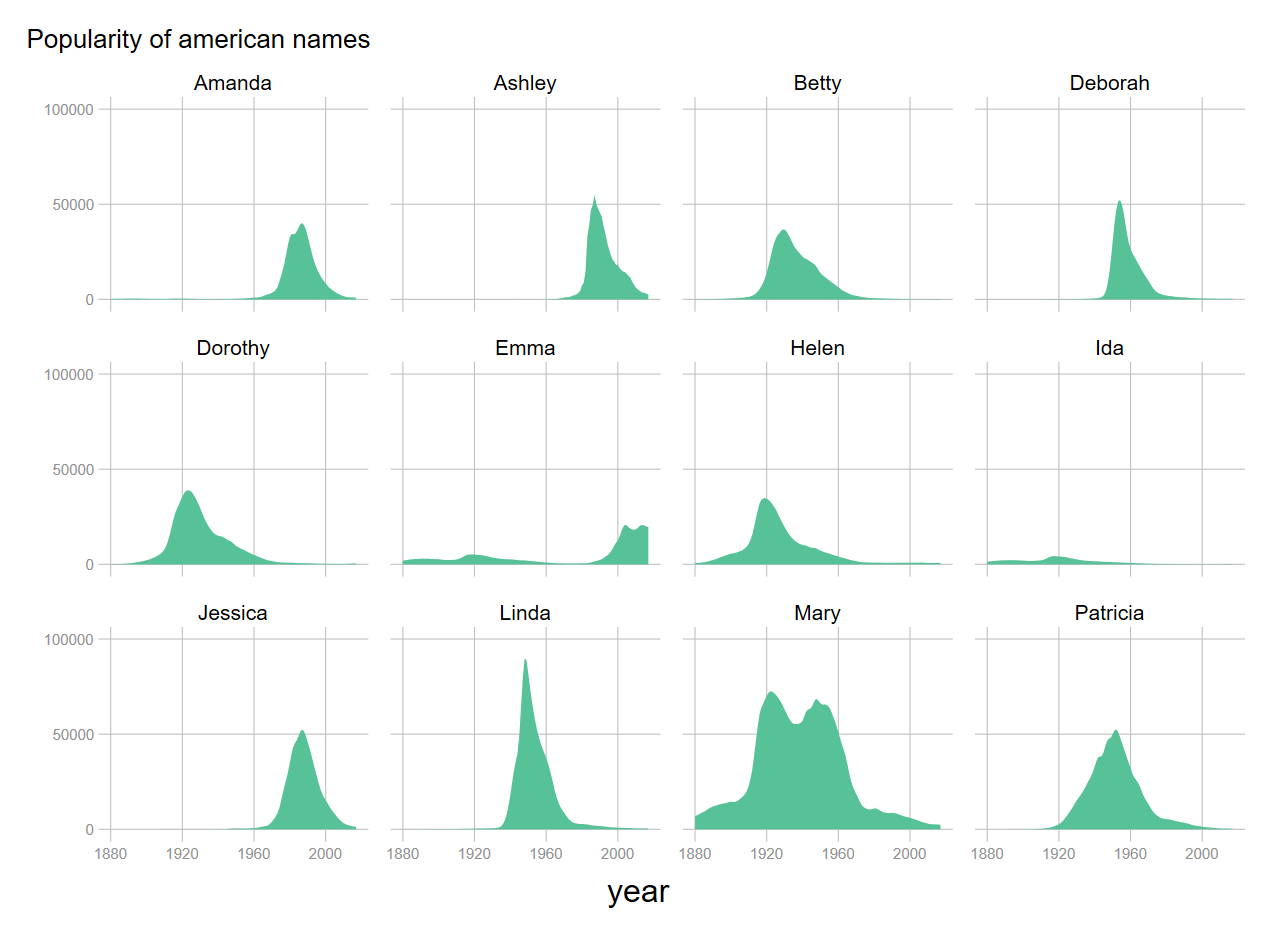 Popularity of american names
Amanda Ashley Betty Deborah
100000
50000
0
Dorothy Emma Helen Ida
100000
50000
0
Jessica Linda Mary Patricia
100000
50000
0
1880 1920 1960 2000 1880 1920 1960 2000 1880 1920 1960 2000 1880 1920 1960 2000
year